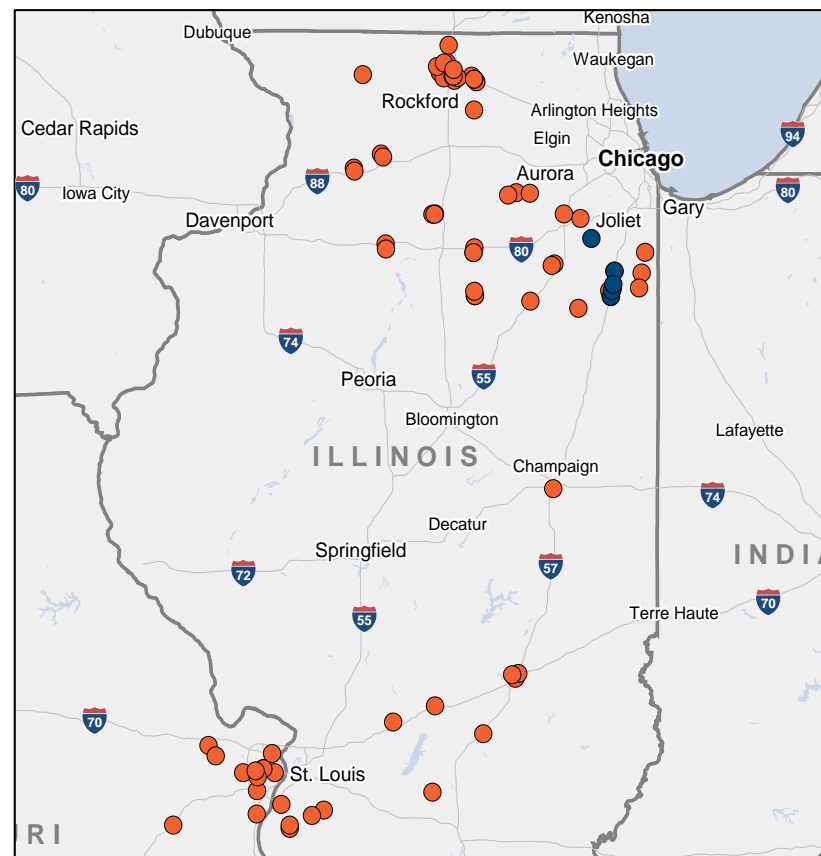 Kenosha
Dubuque
Waukegan
Rockford
Arlington Heights
Cedar Rapids
94
Elgin
Chicago
Aurora
88
80
80
Iowa City
Gary
Davenport
Joliet
80
74
Peoria
55
Bloomington
Lafayette
ILLINOIS
Champaign
74
Decatur
Springfield
INDIA
72
57
70
Terre Haute
55
70
St. Louis
URI